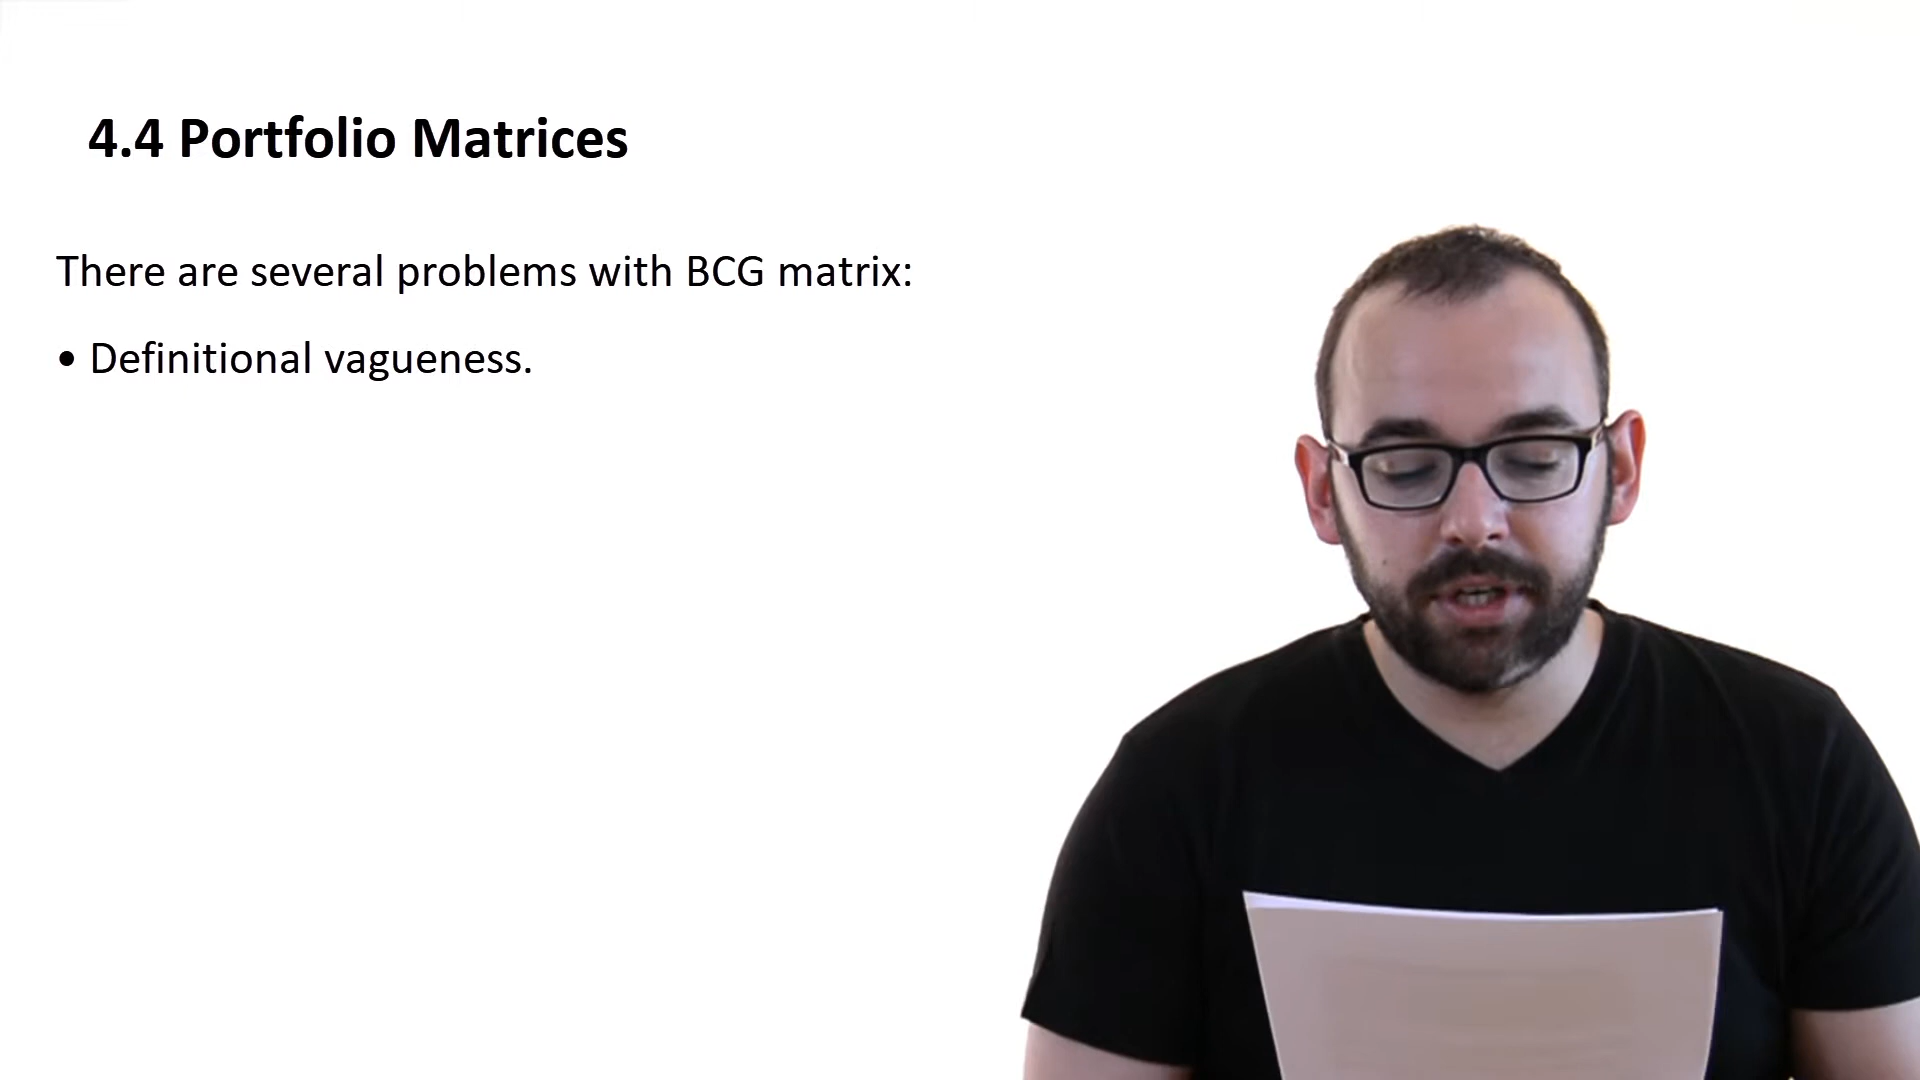 4.4 Portfolio Matrices
There are several problems with BCG matrix:
• Definitional vagueness.